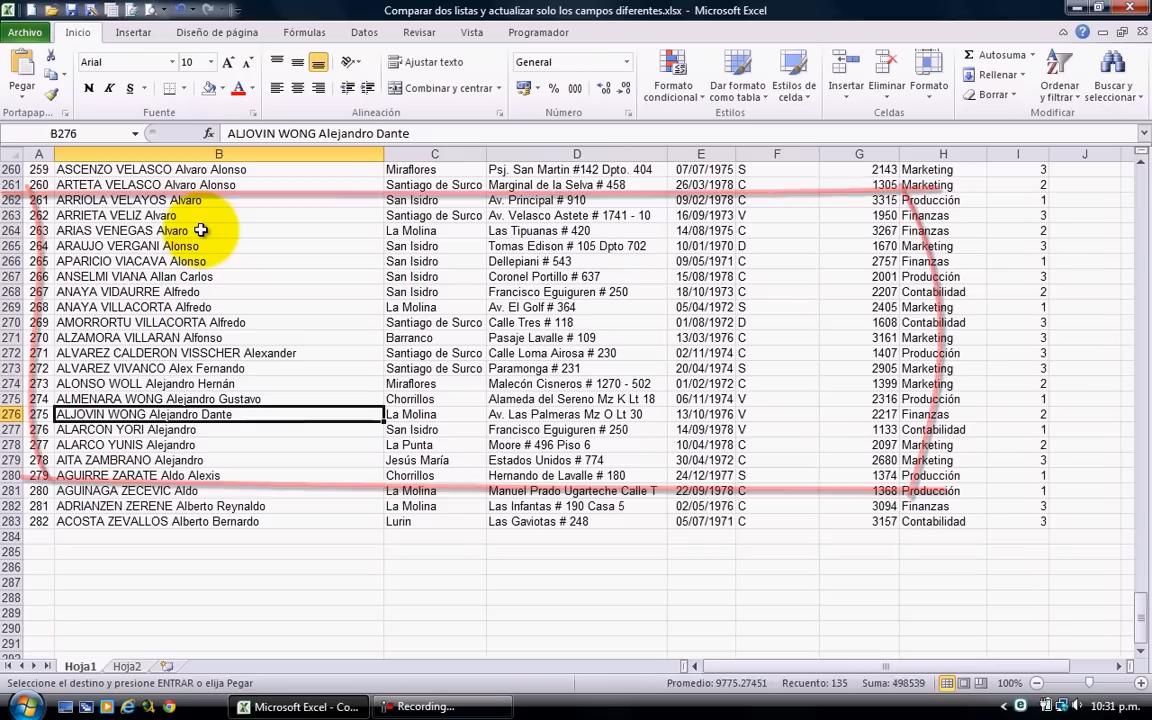 Comparar dos listas y actualizar solo los campos diferentes.xlsx - Microsoft Excel
Archivo Inicio Insertar Diseño de página Fórmulas Datos Revisar Vista Programador
Pegar
Arial 10
N K S
Ajustar texto
Combinar y centrar
General
Formato condicional
Dar formato como tabla
Estilos de celda
Insertar Eliminar Formato
Autosuma
Rellenar
Borrar
Ordenar y filtrar
Buscar y seleccionar
Portapap... Fuente Alineación Número Estilos Celdas Modificar
B276 fx ALJOVIN WONG Alejandro Dante
A B C D E F G H I J
260 259 ASCENZO VELASCO Alvaro Alonso Miraflores Psj. San Martin #142 Dpto. 404 07/07/1975 S 2143 Marketing 3
261 260 ARTETA VELASCO Alvaro Alonso Santiago de Surco Marginal de la Selva # 458 26/03/1978 C 1305 Marketing 2
262 261 ARRIOLA VELAYOS Alvaro San Isidro Av. Principal # 910 09/02/1978 C 3315 Producción 1
263 262 ARRIETA VELIZ Alvaro Santiago de Surco Av. Velasco Astete # 1741 - 10 16/09/1973 V 1950 Finanzas 3
264 263 ARIAS VENEGAS Alvaro La Molina Las Tipuanas # 420 14/08/1975 C 3267 Finanzas 3
265 264 ARAUJO VERGANI Alonso San Isidro Tomas Edison # 105 Dpto 702 10/01/1970 D 1670 Marketing 3
266 265 APARICIO VIACAVA Alonso San Isidro Dellepiani # 543 09/05/1971 C 2757 Finanzas 1
267 266 ANSELMI VIANA Allan Carlos San Isidro Coronel Portillo # 637 15/08/1978 C 2001 Producción 1
268 267 ANAYA VIDAURRE Alfredo San Isidro Francisco Eguiguren # 250 18/10/1973 C 2207 Contabilidad 2
269 268 ANAYA VILLACORTA Alfredo La Molina Av. El Golf # 364 07/12/1978 S 2405 Marketing 1
270 269 AMORRORTU VILLACORTA Alfredo Santiago de Surco Calle Tres # 118 01/08/1972 D 1608 Contabilidad 3
271 270 ALZAMORA VILLARAN Alfonso Barranco Pasaje Lavalle # 109 13/03/1976 C 3161 Marketing 3
272 271 ALVAREZ CALDERON VISSCHER Alexander Santiago de Surco Calle Loma Airosa # 230 02/11/1974 C 1407 Producción 1
273 272 ALVAREZ VIVANCO Alex Fernando Santiago de Surco Paramonga # 231 20/04/1974 S 2905 Marketing 3
274 273 ALONSO WOLL Alejandro Hernán Miraflores Malecón Cisneros # 1270 - 502 01/02/1972 C 1399 Marketing 2
275 274 ALMENARA WONG Alejandro Gustavo Chorrillos Alameda del Sereno Mz K Lt 18 06/11/1974 V 2316 Producción 1
276 275 ALJOVIN WONG Alejandro Dante La Molina Av. Las Palmeras Mz O Lt 30 13/10/1976 V 2217 Finanzas 2
277 276 ALARCON YORI Alejandro San Isidro Francisco Eguiguren # 250 14/09/1978 V 1133 Contabilidad 1
278 277 ALARCO YUNIS Alejandro La Punta Moore # 496 Piso 6 10/04/1978 C 2097 Marketing 2
279 278 AITA ZAMBRANO Alejandro Jesús María Estados Unidos # 774 30/04/1972 C 2680 Marketing 3
280 279 AGUIRRE ZARATE Aldo Alexis Chorrillos Hernando de Lavalle # 180 16/02/1977 S 1374 Producción 1
281 280 AGUINAGA ZECEVIC Aldo La Molina Manuel Prado Ugarteche Calle T 22/09/1978 C 1368 Producción 1
282 281 ADRIANZEN ZERENE Alberto Reynaldo La Molina Las Infantas # 190 Casa 5 02/05/1976 C 3094 Finanzas 3
283 282 ACOSTA ZEVALLOS Alberto Bernardo Lurin Las Gaviotas # 248 05/07/1971 C 3157 Contabilidad 3
284
285
286
287
288
289
290
291
Hoja1 Hoja2
Seleccione el destino y presione ENTRAR o elija Pegar Promedio: 9775.27451 Recuento: 135 Suma: 498539 100%
Microsoft Excel - Co... Recording... 10:31 p.m.